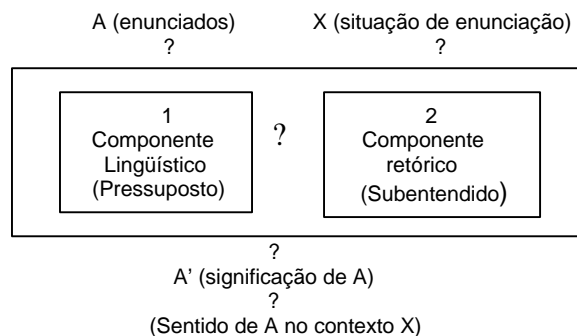 A (enunciados) X (situação de enunciação)
? ?
1
Componente
Lingüístico
(Pressuposto)
?
2
Componente
retórico
(Subentendido)
?
A' (significação de A)
?
(Sentido de A no contexto X)